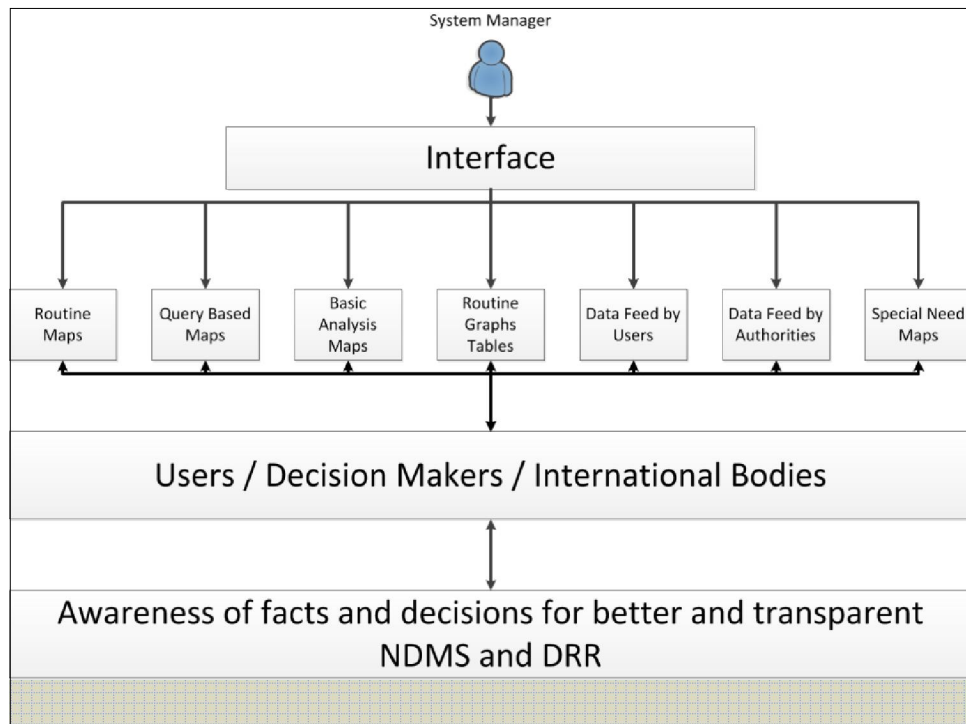 System Manager
Interface
Routine
Maps
Query Based
Maps
Basic
Analysis
Maps
Routine
Graphs
Tables
Data Feed by
Users
Data Feed by
Authorities
Special Need
Maps
Users / Decision Makers / International Bodies
Awareness of facts and decisions for better and transparent
NDMS and DRR